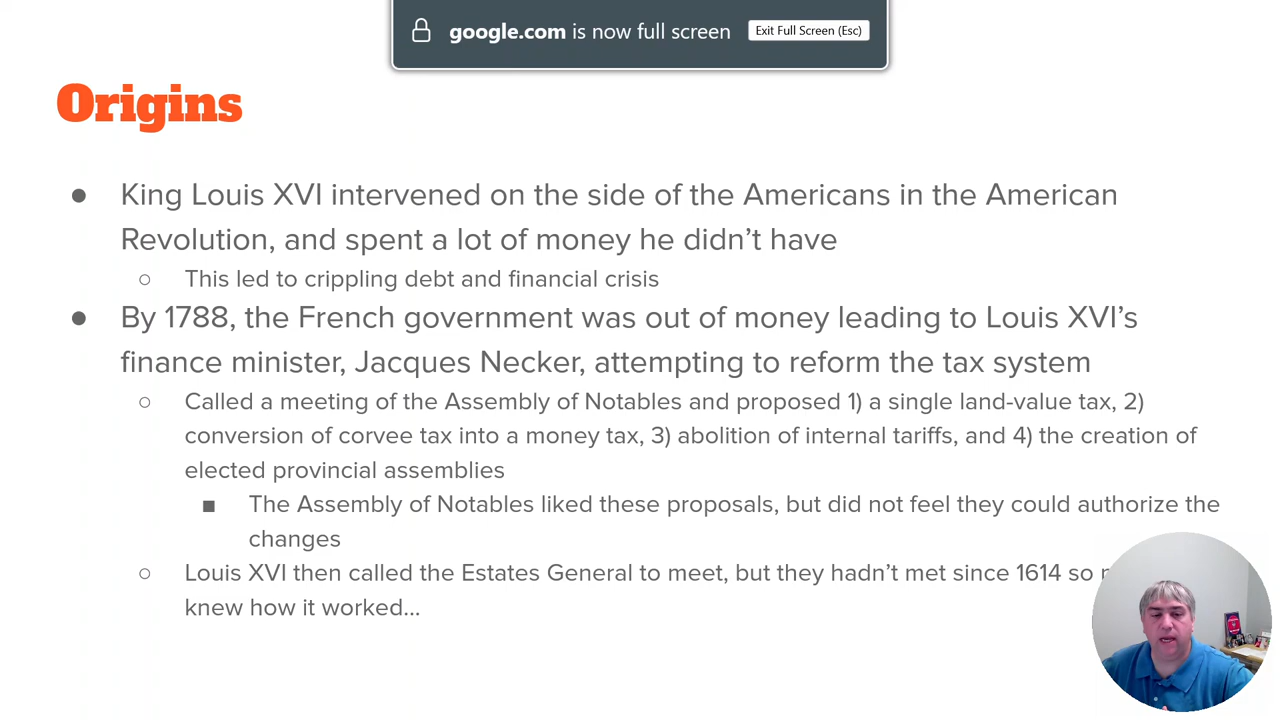 google.com is now full screen Exit Full Screen (Esc)
Origins
● King Louis XVI intervened on the side of the Americans in the American
Revolution, and spent a lot of money he didn't have
○ This led to crippling debt and financial crisis
● By 1788, the French government was out of money leading to Louis XVI's
finance minister, Jacques Necker, attempting to reform the tax system
○ Called a meeting of the Assembly of Notables and proposed 1) a single land-value tax, 2)
conversion of corvee tax into a money tax, 3) abolition of internal tariffs, and 4) the creation of
elected provincial assemblies
■ The Assembly of Notables liked these proposals, but did not feel they could authorize the
changes
○ Louis XVI then called the Estates General to meet, but they hadn't met since 1614 so
knew how it worked...